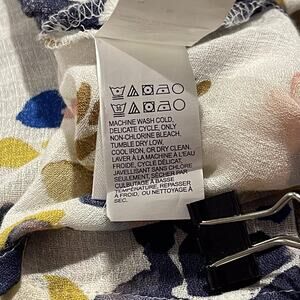 MACHINE WASH COLD,
DELICATE CYCLE, ONLY
NON-CHLORINE BLEACH,
TUMBLE DRY LOW,
COOL IRON, OR DRY CLEAN.
LAVER À LA MACHINE À L'EAU
FROIDE, CYCLE DÉLICAT,
JAVELLISANT SANS CHLORE
SEULEMENT SÉCHER PAR
CULBUTAGE À BASSE
TEMPÉRATURE, REPASSER
À FROID, OU NETTOYAGE À
SEC.